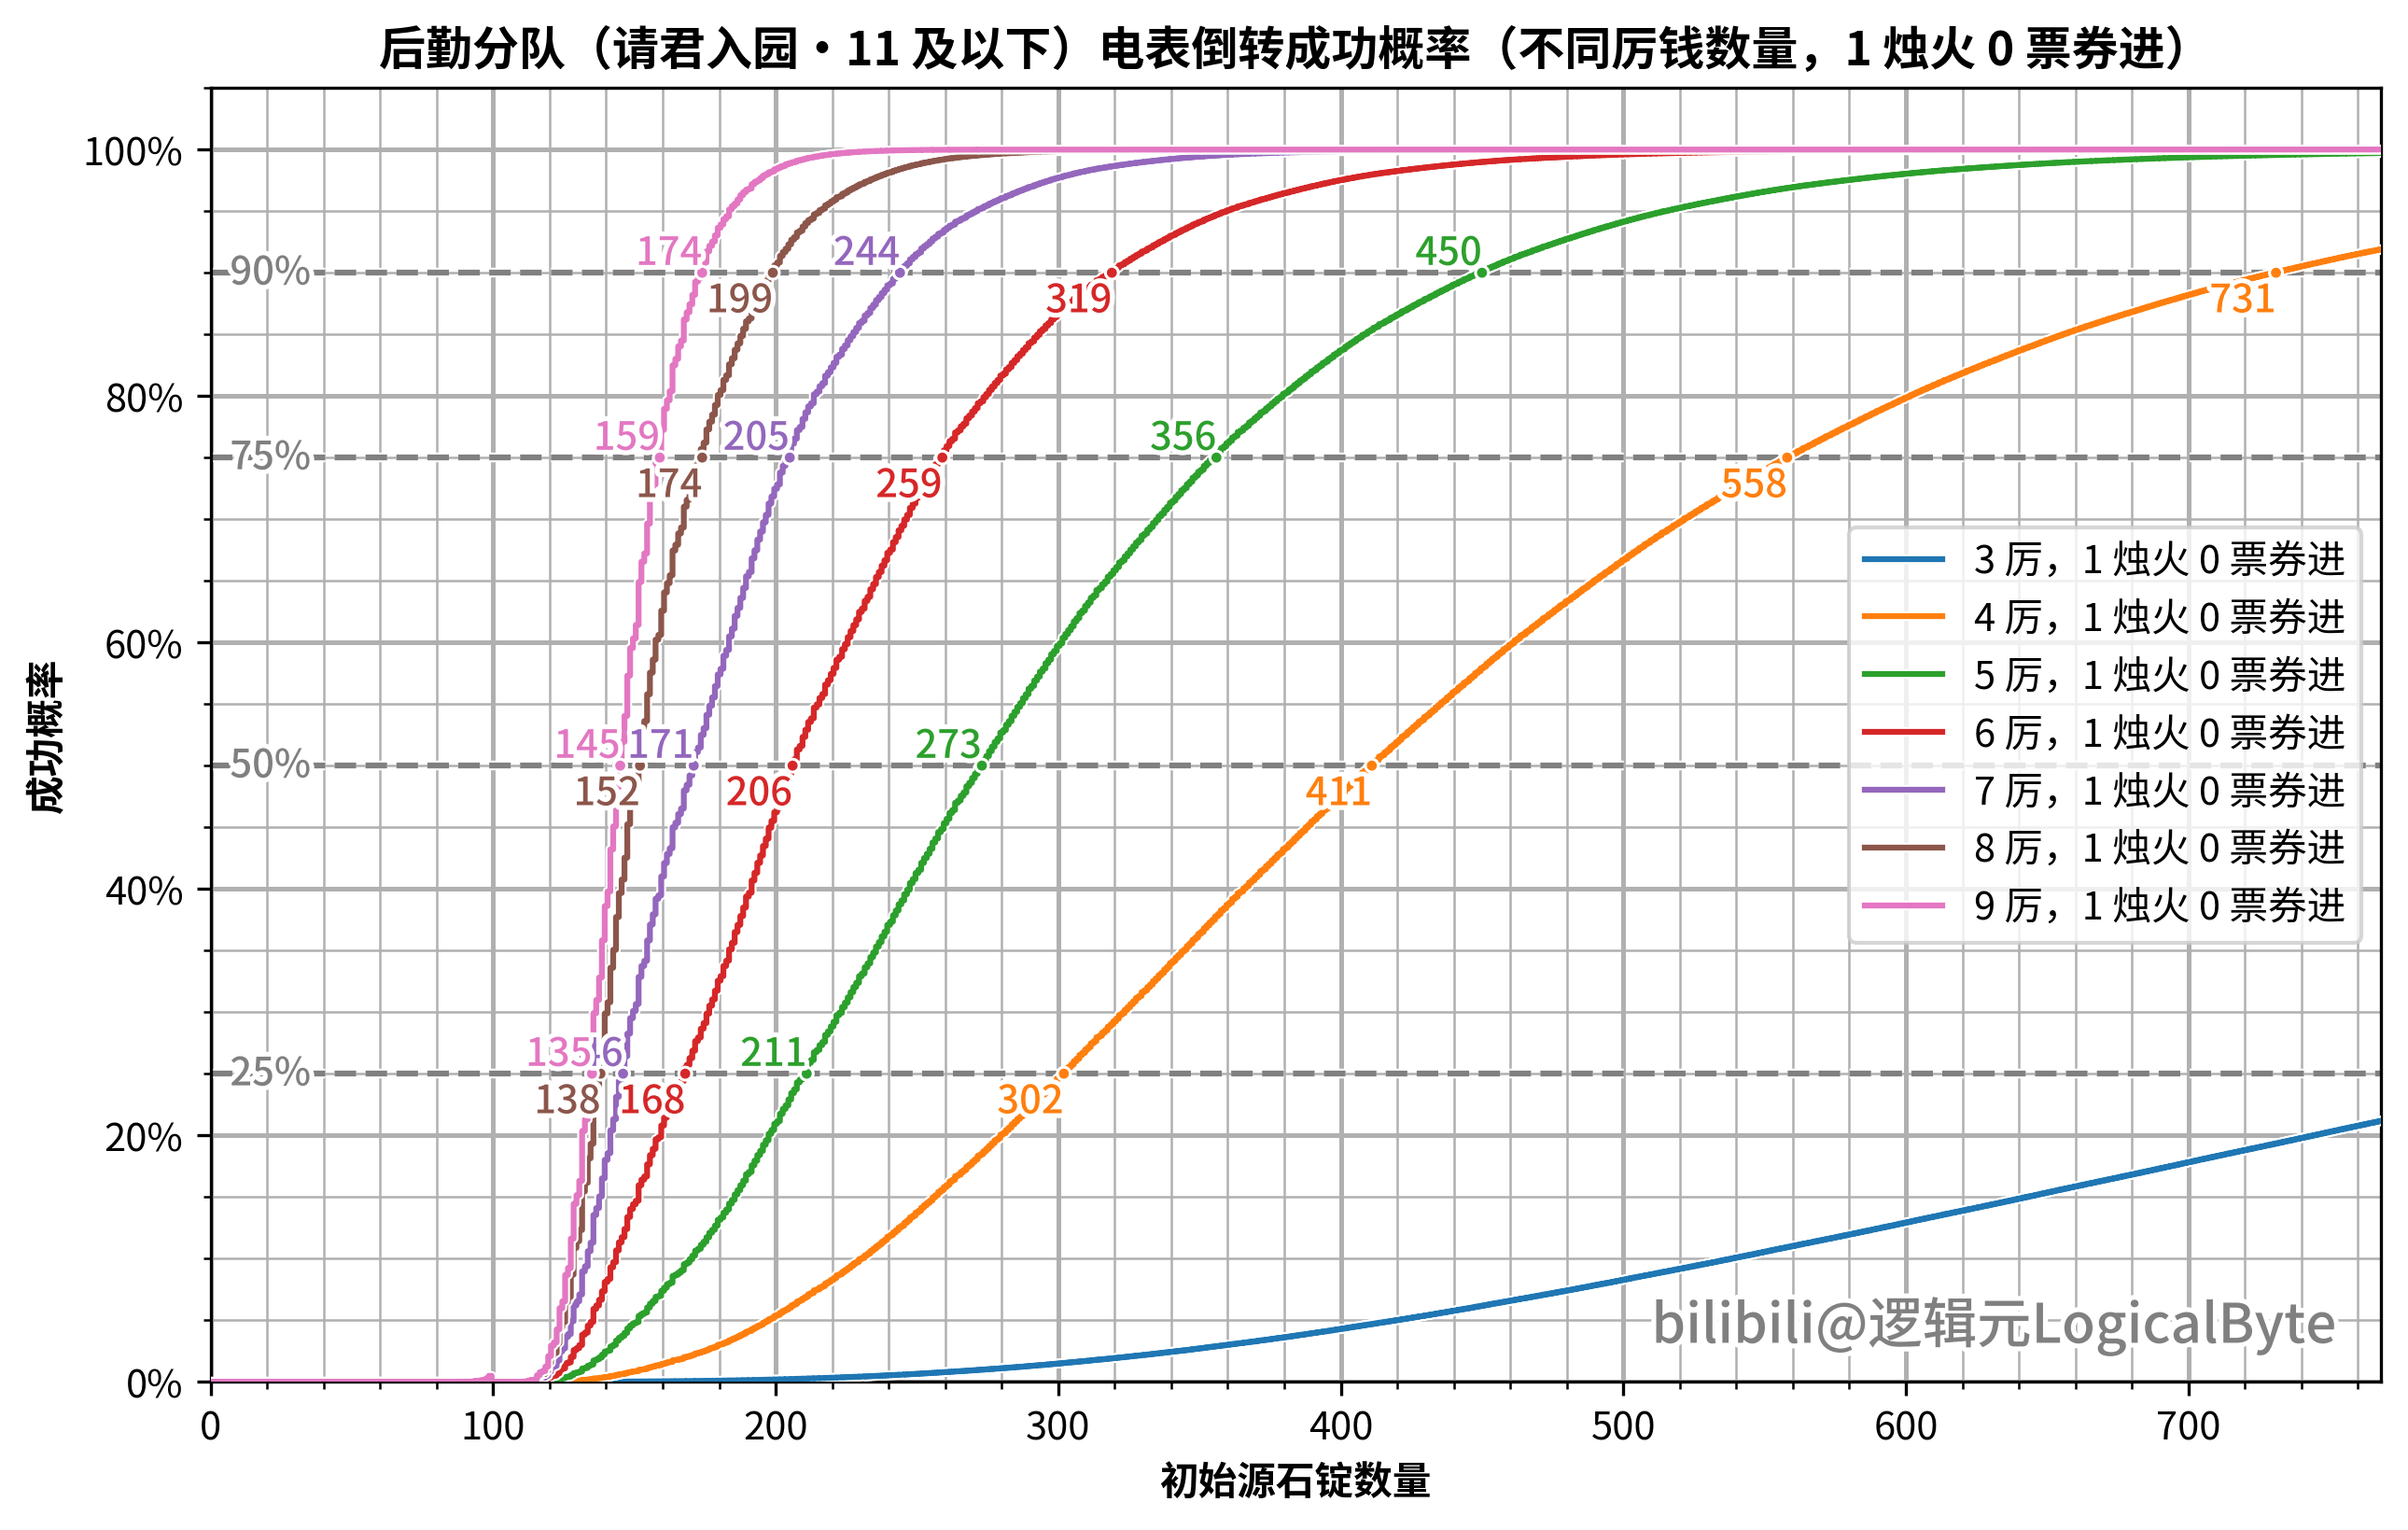 后勤分队（请君入园·11 及以下）电表倒转成功概率（不同厉钱数量，1 烛火 0 票券进）
成功概率
100%
80%
60%
40%
20%
0%
90%
75%
50%
25%
174
199
244
319
450
731
159
174
205
259
356
558
145
152
171
206
273
411
135
138
6
168
211
302
3 厉，1 烛火 0 票券进
4 厉，1 烛火 0 票券进
5 厉，1 烛火 0 票券进
6 厉，1 烛火 0 票券进
7 厉，1 烛火 0 票券进
8 厉，1 烛火 0 票券进
9 厉，1 烛火 0 票券进
bilibili@逻辑元LogicalByte
0 100 200 300 400 500 600 700
初始源石锭数量